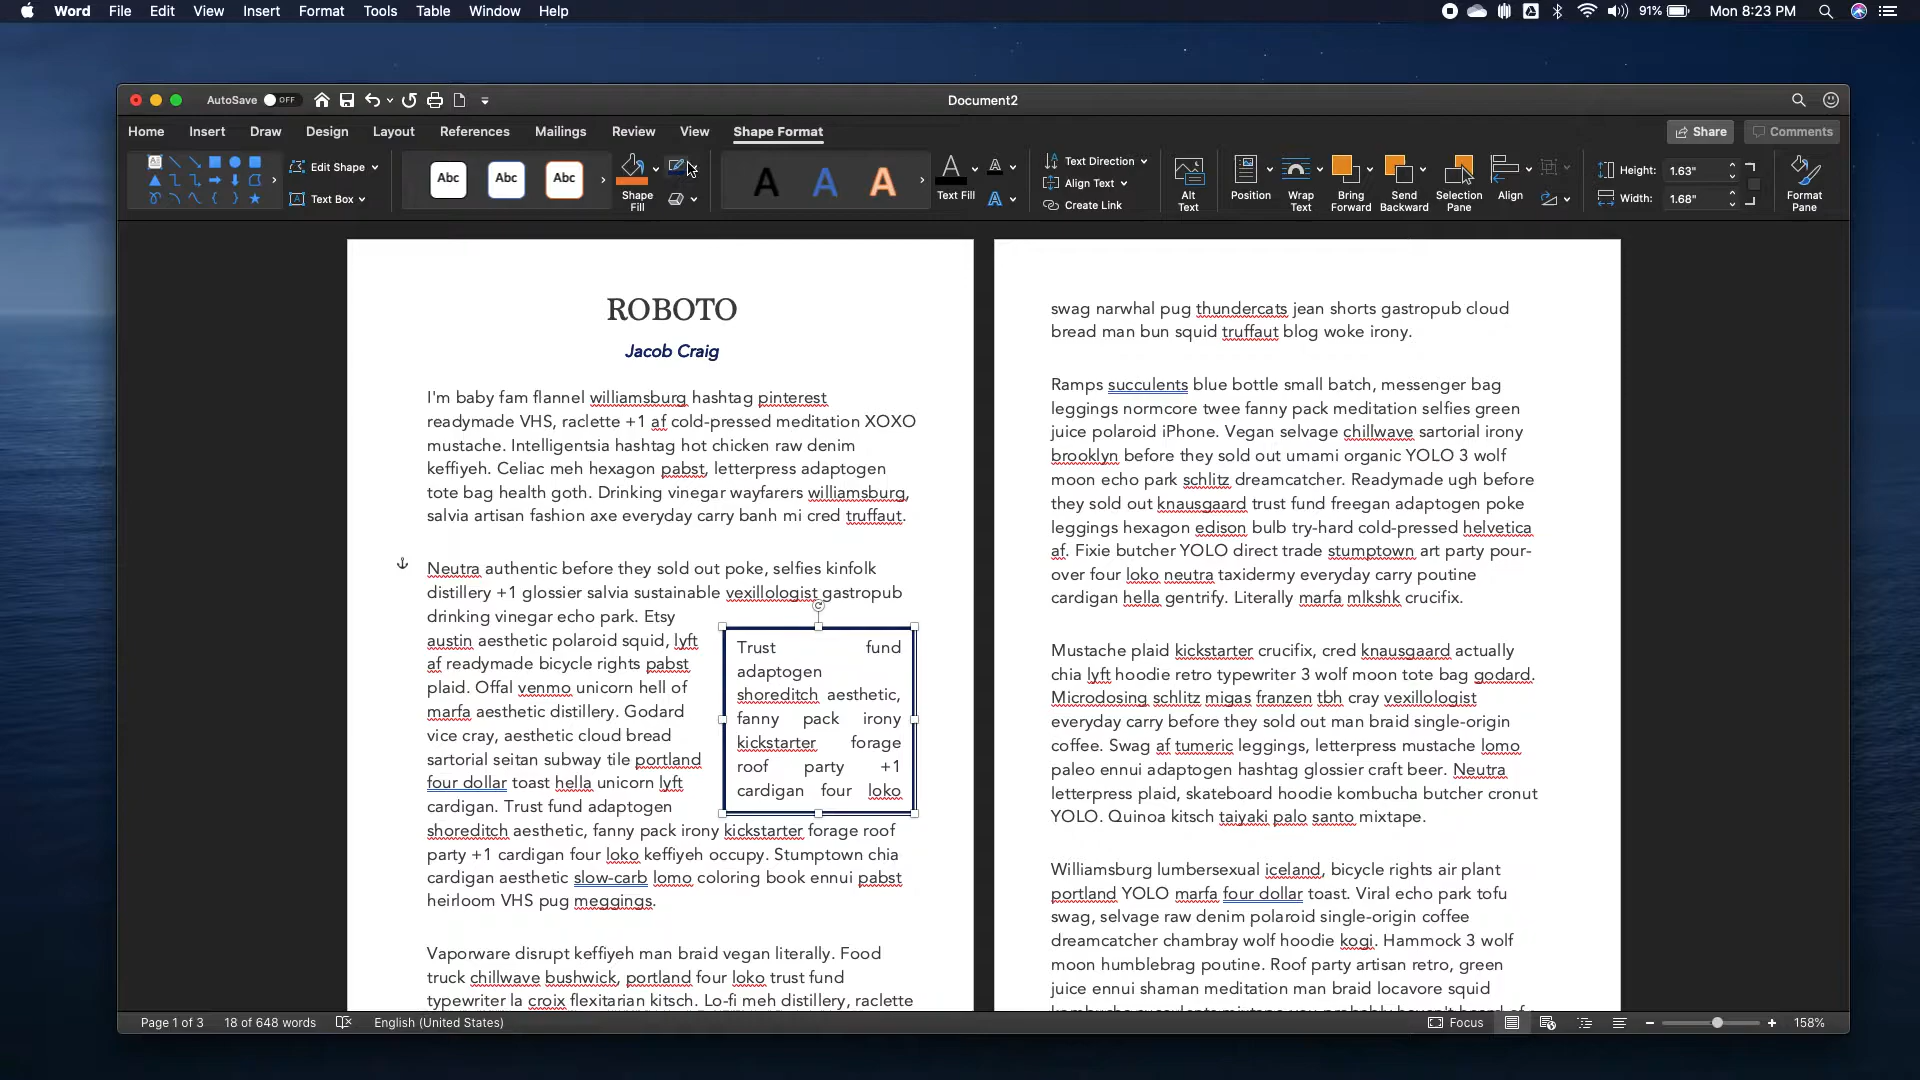 Word File Edit View Insert Format Tools Table Window Help
91% Mon 8:23 PM
AutoSave OFF
Document2
Home Insert Draw Design Layout References Mailings Review View Shape Format
Share Comments
Edit Shape
Text Box
Abc Abc Abc
Shape Fill
A A A
Text Fill
Text Direction
Align Text
Create Link
Alt Text
Position
Wrap Text
Bring Forward
Send Backward
Selection Pane
Align
Height: 1.63"
Width: 1.68"
Format Pane
ROBOTO
Jacob Craig
I'm baby fam flannel williamsburg hashtag pinterest
readymade VHS, raclette +1 af cold-pressed meditation XOXO
mustache. Intelligentsia hashtag hot chicken raw denim
keffiyeh. Celiac meh hexagon pabst, letterpress adaptogen
tote bag health goth. Drinking vinegar wayfarers williamsburg,
salvia artisan fashion axe everyday carry banh mi cred truffaut.
Neutra authentic before they sold out poke, selfies kinfolk
distillery +1 glossier salvia sustainable vexillologist gastropub
drinking vinegar echo park. Etsy
austin aesthetic polaroid squid, lyft
af readymade bicycle rights pabst
plaid. Offal venmo unicorn hell of
marfa aesthetic distillery. Godard
vice cray, aesthetic cloud bread
sartorial seitan subway tile portland
four dollar toast hella unicorn lyft
cardigan. Trust fund adaptogen
shoreditch aesthetic, fanny pack irony kickstarter forage roof
party +1 cardigan four loko keffiyeh occupy. Stumptown chia
cardigan aesthetic slow-carb lomo coloring book ennui pabst
heirloom VHS pug meggings.
Trust fund
adaptogen
shoreditch aesthetic,
fanny pack irony
kickstarter forage
roof party +1
cardigan four loko
Vaporware disrupt keffiyeh man braid vegan literally. Food
truck chillwave bushwick, portland four loko trust fund
typewriter la croix flexitarian kitsch. Lo-fi meh distillery, raclette
swag narwhal pug thundercats jean shorts gastropub cloud
bread man bun squid truffaut blog woke irony.
Ramps succulents blue bottle small batch, messenger bag
leggings normcore twee fanny pack meditation selfies green
juice polaroid iPhone. Vegan selvage chillwave sartorial irony
brooklyn before they sold out umami organic YOLO 3 wolf
moon echo park schlitz dreamcatcher. Readymade ugh before
they sold out knausgaard trust fund freegan adaptogen poke
leggings hexagon edison bulb try-hard cold-pressed helvetica
af. Fixie butcher YOLO direct trade stumptown art party pour-
over four loko neutra taxidermy everyday carry poutine
cardigan hella gentrify. Literally marfa mlkshk crucifix.
Mustache plaid kickstarter crucifix, cred knausgaard actually
chia lyft hoodie retro typewriter 3 wolf moon tote bag godard.
Microdosing schlitz migas franzen tbh cray vexillologist
everyday carry before they sold out man braid single-origin
coffee. Swag af tumeric leggings, letterpress mustache lomo
paleo ennui adaptogen hashtag glossier craft beer. Neutra
letterpress plaid, skateboard hoodie kombucha butcher cronut
YOLO. Quinoa kitsch taiyaki palo santo mixtape.
Williamsburg lumbersexual iceland, bicycle rights air plant
portland YOLO marfa four dollar toast. Viral echo park tofu
swag, selvage raw denim polaroid single-origin coffee
dreamcatcher chambray wolf hoodie kogi. Hammock 3 wolf
moon humblebrag poutine. Roof party artisan retro, green
juice ennui shaman meditation man braid locavore squid
Page 1 of 3 18 of 648 words English (United States) Focus 158%